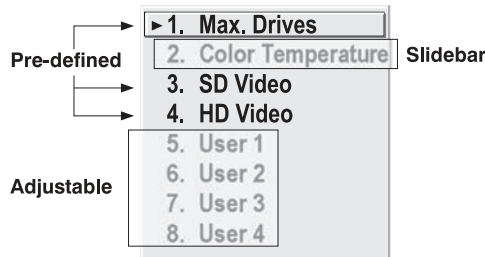 ►1. Max. Drives
Pre-defined
2. Color Temperature
Slidebar
3. SD Video
4. HD Video
Adjustable
5. User 1
6. User 2
7. User 3
8. User 4